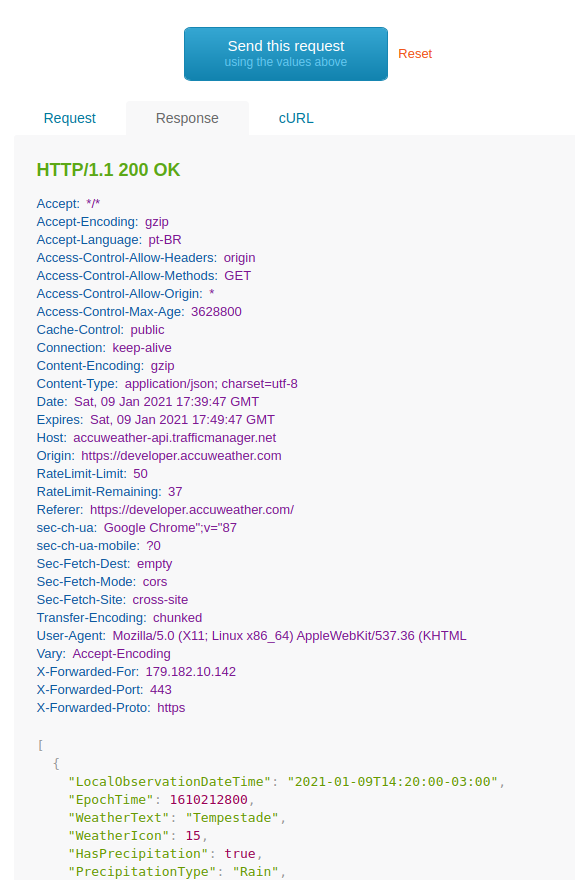 Send this request
using the values above
Reset
Request
Response
cURL
HTTP/1.1 200 OK
Accept: */*
Accept-Encoding: gzip
Accept-Language: pt-BR
Access-Control-Allow-Headers: origin
Access-Control-Allow-Methods: GET
Access-Control-Allow-Origin: *
Access-Control-Max-Age: 3628800
Cache-Control: public
Connection: keep-alive
Content-Encoding: gzip
Content-Type: application/json; charset=utf-8
Date: Sat, 09 Jan 2021 17:39:47 GMT
Expires: Sat, 09 Jan 2021 17:49:47 GMT
Host: accuweather-api.trafficmanager.net
Origin: https://developer.accuweather.com
RateLimit-Limit: 50
RateLimit-Remaining: 37
Referer: https://developer.accuweather.com/
sec-ch-ua: Google Chrome";v="87
sec-ch-ua-mobile: ?0
Sec-Fetch-Dest: empty
Sec-Fetch-Mode: cors
Sec-Fetch-Site: cross-site
Transfer-Encoding: chunked
User-Agent: Mozilla/5.0 (X11; Linux x86_64) AppleWebKit/537.36 (KHTML
Vary: Accept-Encoding
X-Forwarded-For: 179.182.10.142
X-Forwarded-Port: 443
X-Forwarded-Proto: https
[
{
"LocalObservationDateTime": "2021-01-09T14:20:00-03:00",
"EpochTime": 1610212800,
"WeatherText": "Tempestade",
"WeatherIcon": 15,
"HasPrecipitation": true,
"PrecipitationType": "Rain",